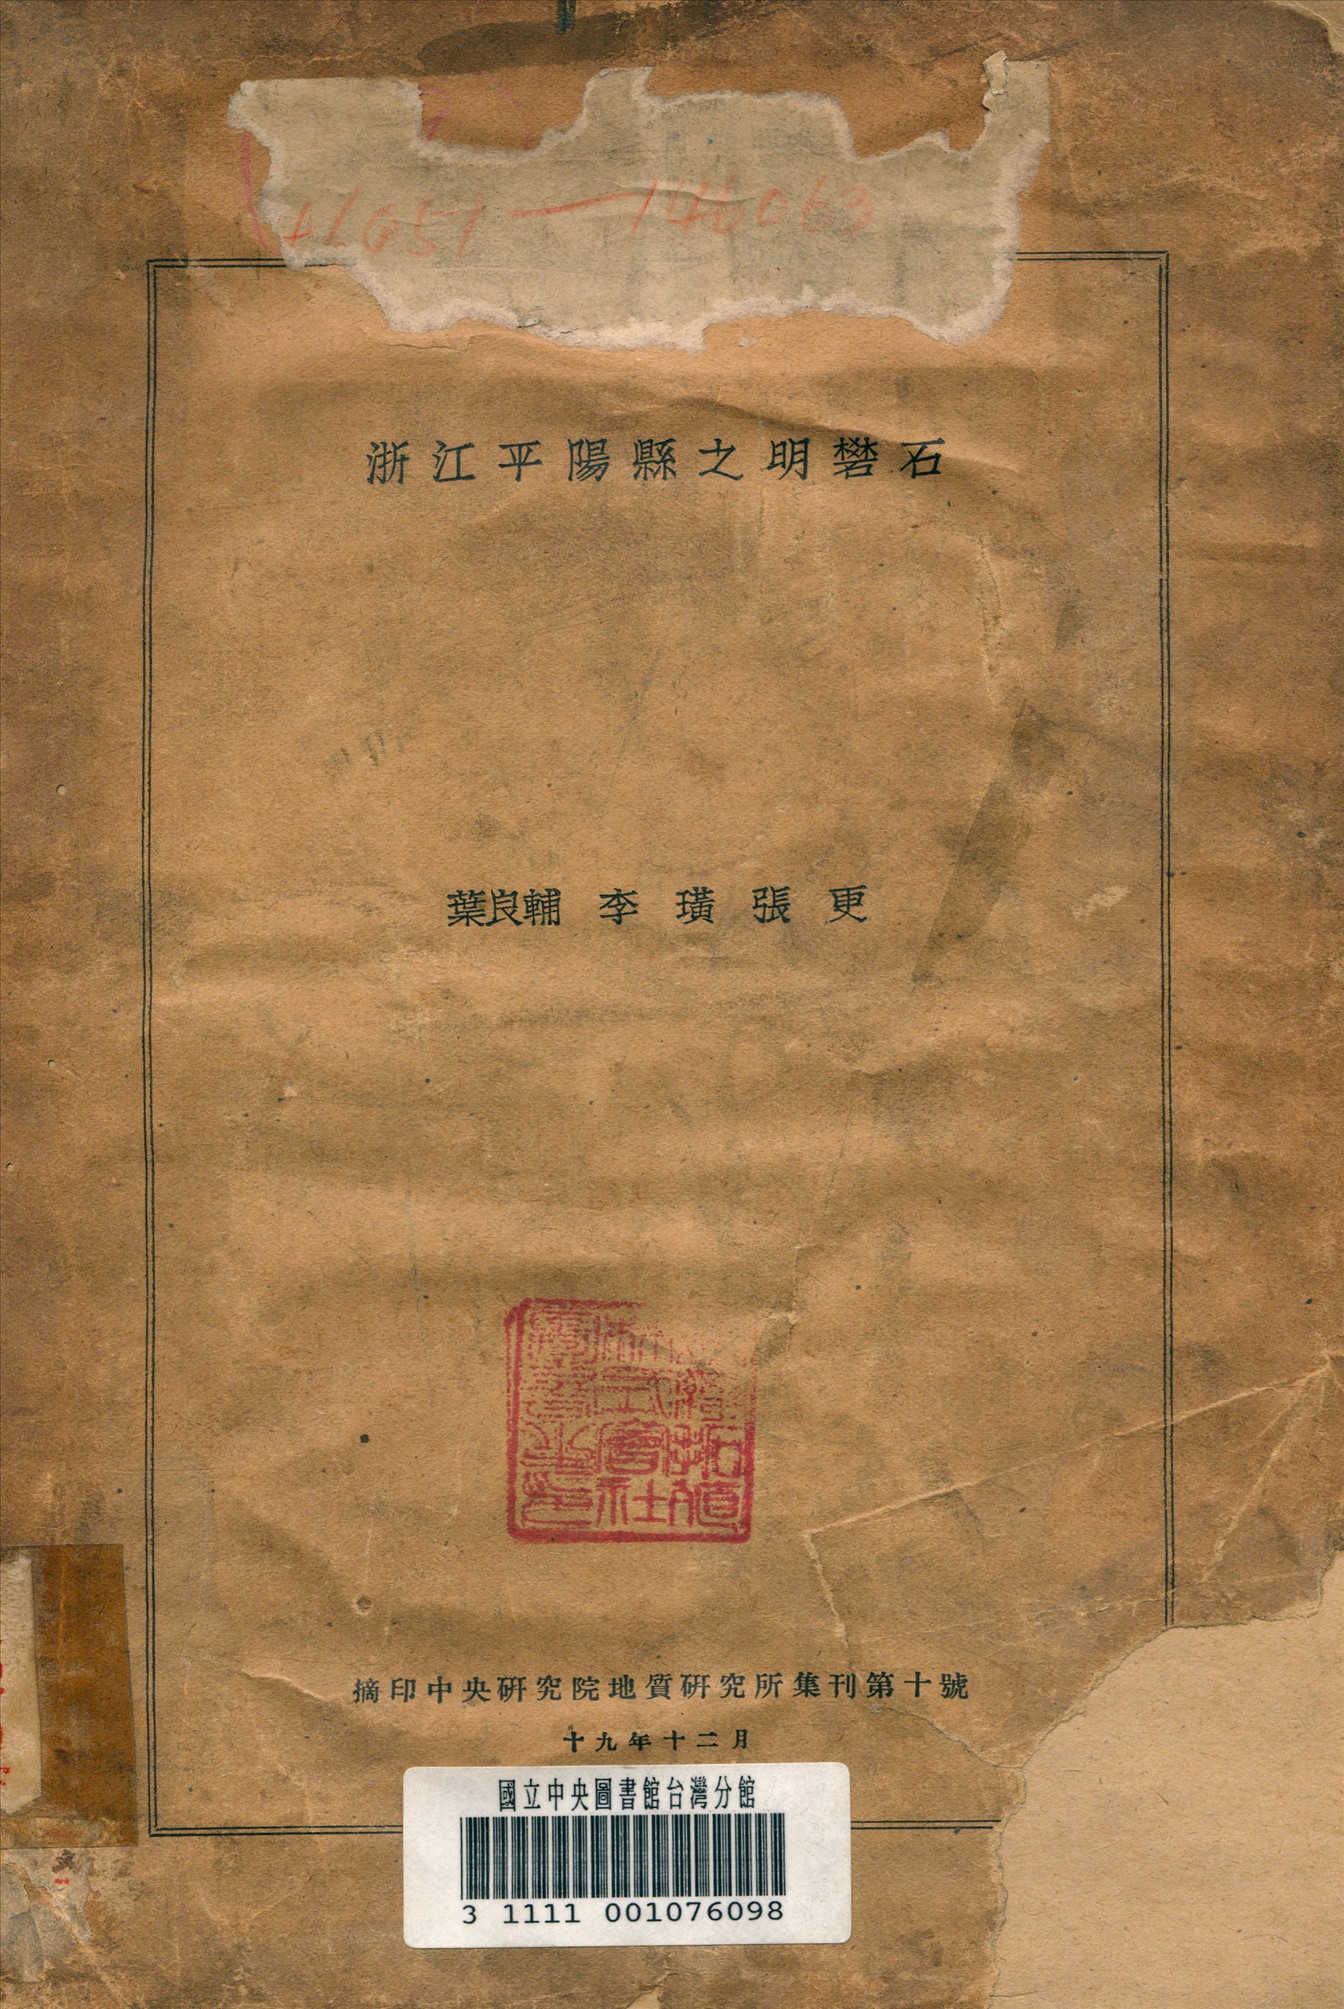 146063
浙江平陽縣之明礬石
葉良輔 李璜 張更
摘印中央研究院地質研究所集刊第十號
十九年十二月
國立中央圖書館台灣分館
3 1111 001076098